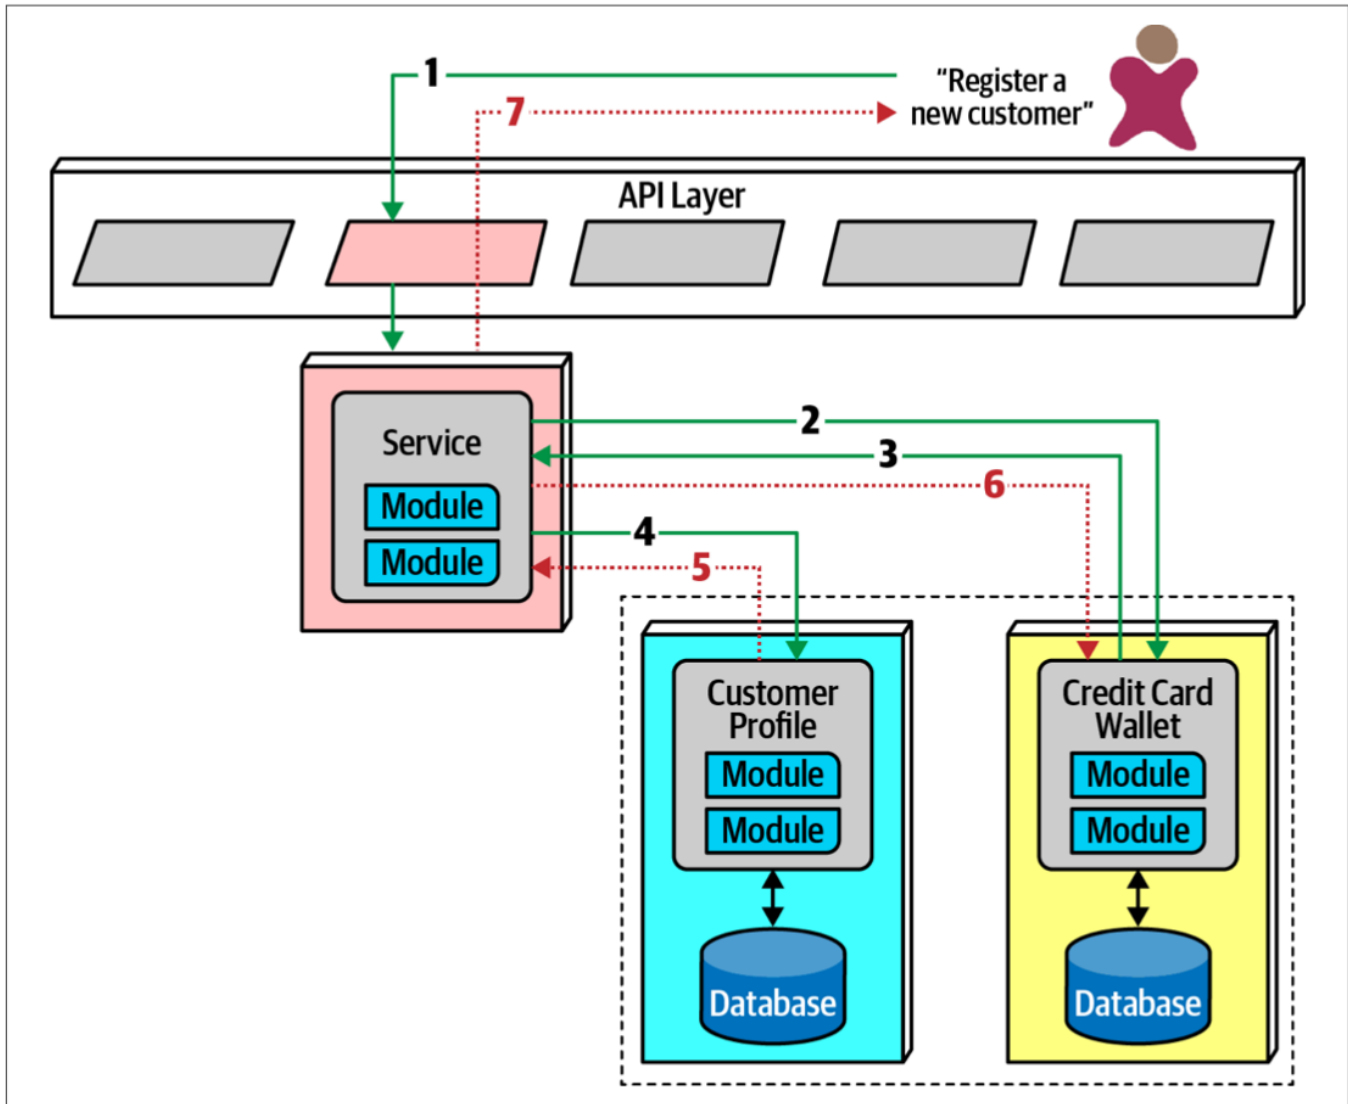 1
"Register a
new customer"
7
API Layer
Service
Module
Module
2
3
6
4
5
Customer
Profile
Module
Module
Database
Credit Card
Wallet
Module
Module
Database